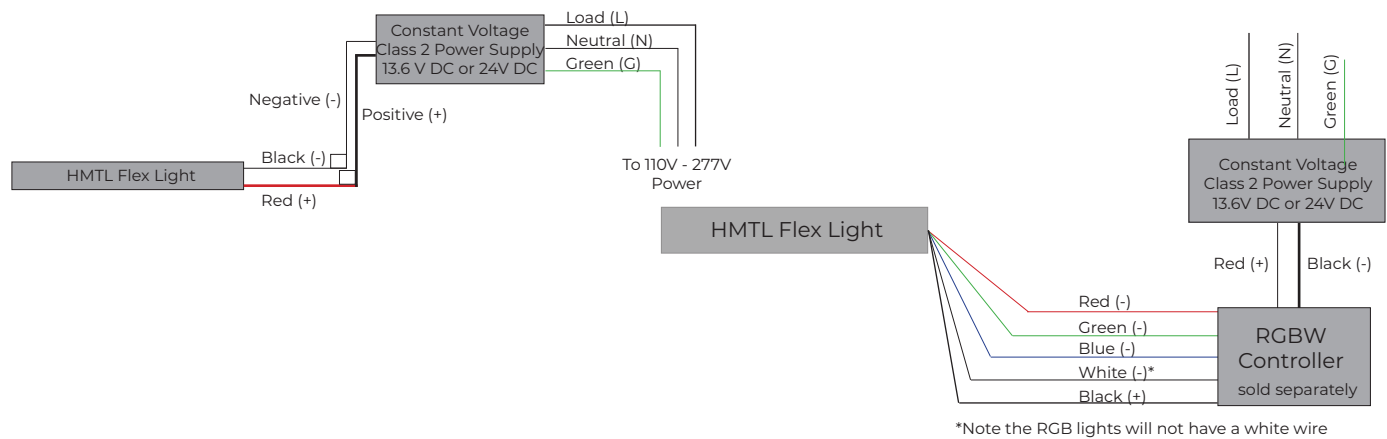 Constant Voltage
Class 2 Power Supply
13.6 V DC or 24V DC
Load (L)
Neutral (N)
Green (G)
Negative (-)
Positive (+)
Black (-)
HMTL Flex Light
Red (+)
To 110V - 277V
Power
Load (L)
Neutral (N)
Green (G)
Constant Voltage
Class 2 Power Supply
13.6V DC or 24V DC
HMTL Flex Light
Red (+)
Black (-)
Red (-)
Green (-)
Blue (-)
White (-)*
Black (+)
RGBW
Controller
sold separately
*Note the RGB lights will not have a white wire